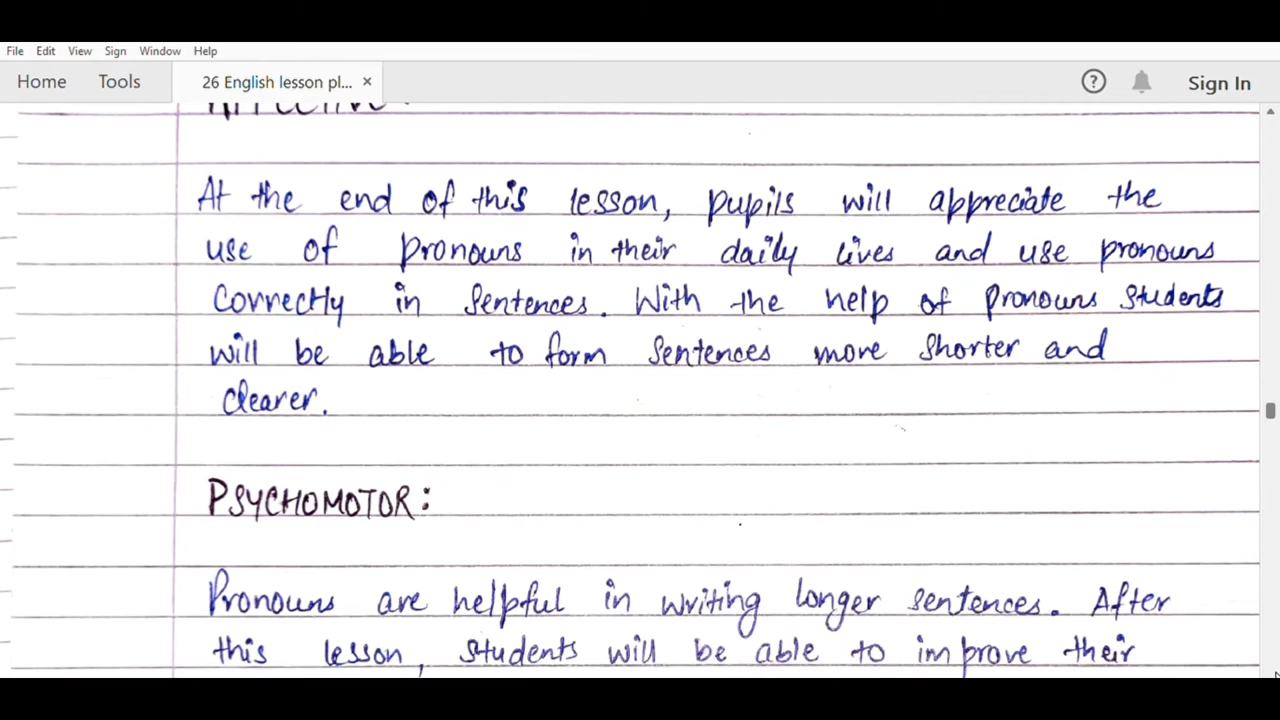 File Edit View Sign Window Help
Home Tools 26 English lesson pl... × ? Sign In
At the end of this lesson, pupils will appreciate the
use of pronouns in their daily lives and use pronouns
correctly in sentences. With the help of pronouns students
will be able to form sentences more shorter and
clearer.
PSYCHOMOTOR:
Pronouns are helpful in writing longer sentences. After
this lesson, students will be able to improve their